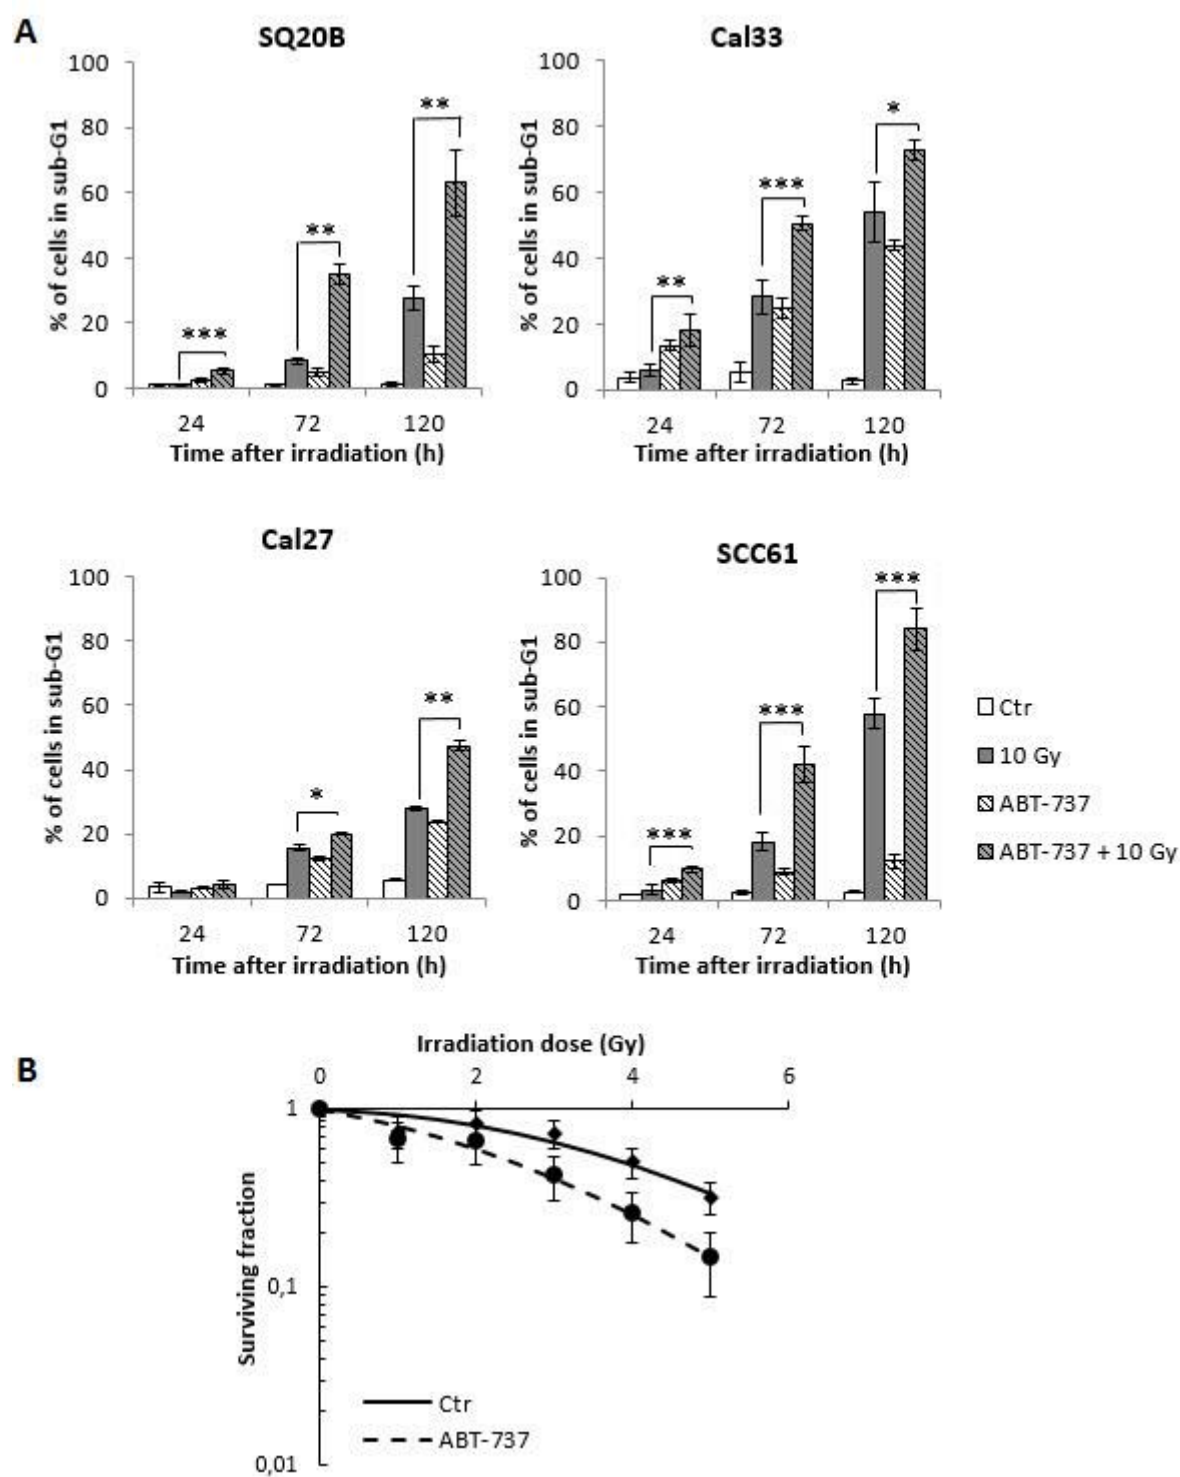 A
SQ20B
% of cells in sub-G1
100
80
60
40
20
0
***
**
**
24 72 120
Time after irradiation (h)
Cal33
% of cells in sub-G1
100
80
60
40
20
0
**
***
*
24 72 120
Time after irradiation (h)
Cal27
% of cells in sub-G1
100
80
60
40
20
0
*
**
24 72 120
Time after irradiation (h)
SCC61
% of cells in sub-G1
100
80
60
40
20
0
***
***
***
24 72 120
Time after irradiation (h)
Ctr
10 Gy
ABT-737
ABT-737 + 10 Gy
B
Irradiation dose (Gy)
0 2 4 6
Surviving fraction
1
0,1
0,01
Ctr
ABT-737